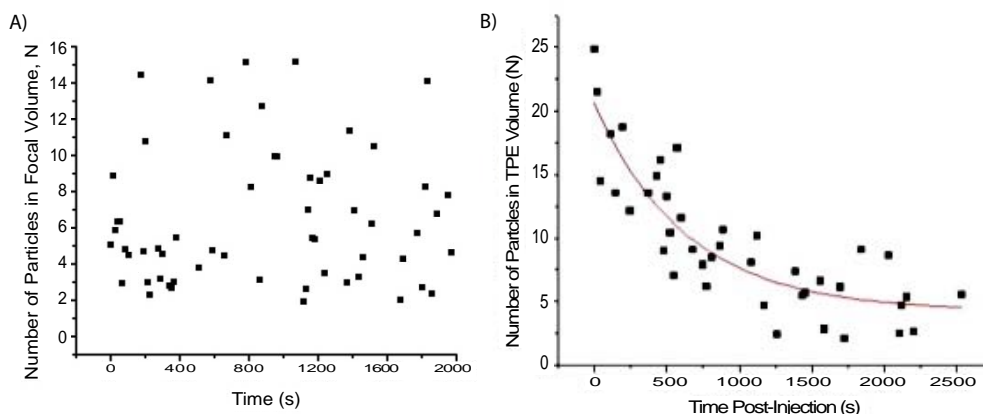 A)
Number of Particles in Focal Volume, N
16
14
12
10
8
6
4
2
0
0 400 800 1200 1600 2000
Time (s)
B)
Number of Partcles in TPE Volume (N)
25
20
15
10
5
0
0 500 1000 1500 2000 2500
Time Post-Injection (s)